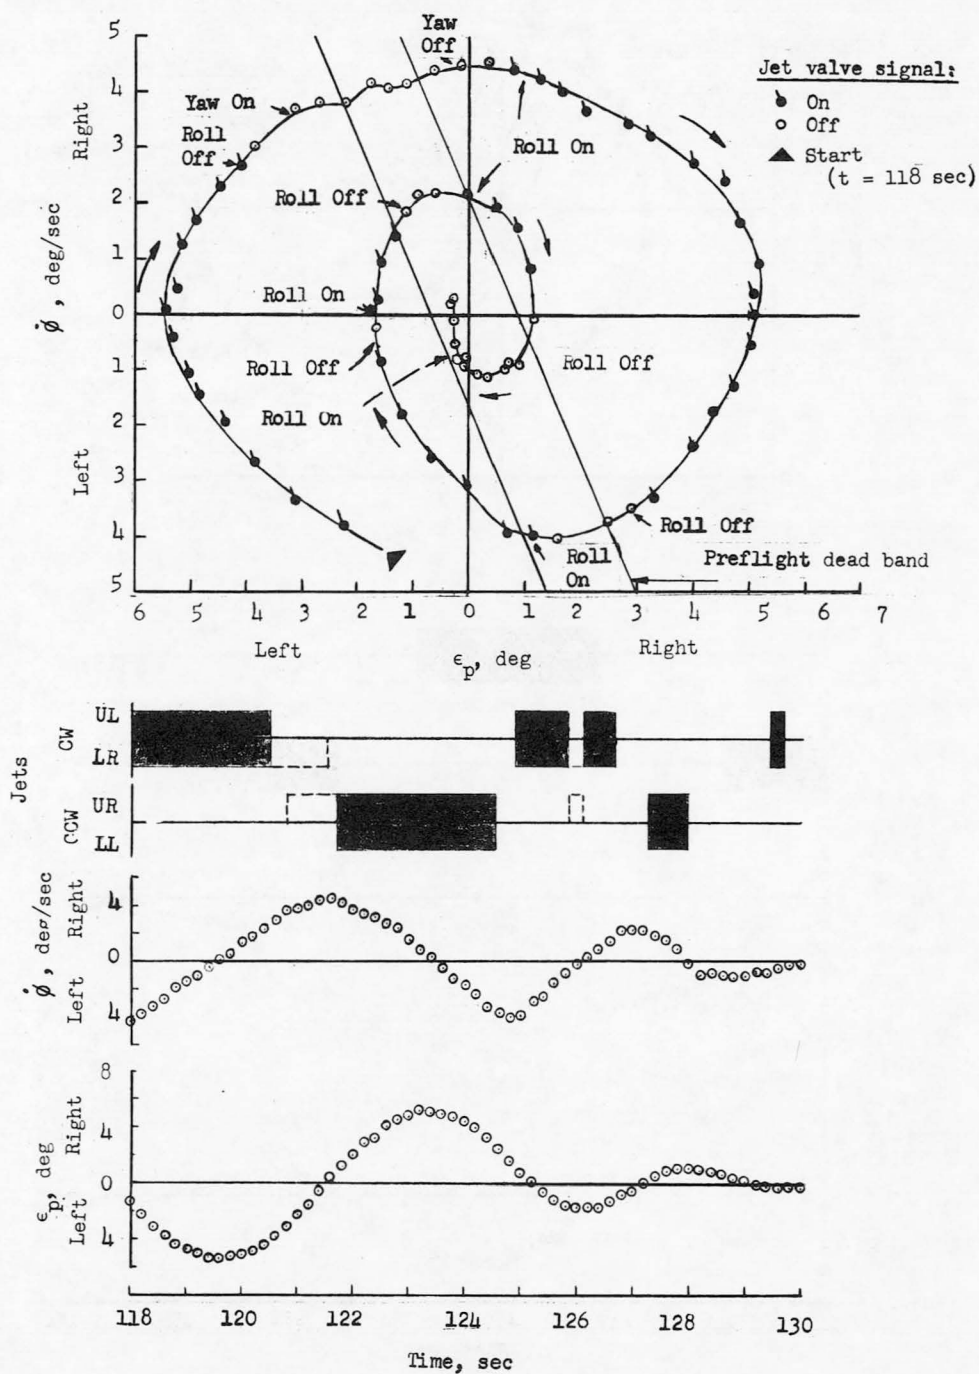 5
4
3
2
1
0
1
2
3
4
5
Right
Left
ϕ̇, deg/sec
Yaw
Off
Yaw On
Roll
Off
Roll On
Roll Off
Roll On
Roll Off
Roll Off
Roll On
Roll Off
Roll
On
Preflight dead band
Jet valve signal:
On
Off
Start
(t = 118 sec)
6 5 4 3 2 1 0 1 2 3 4 5 6 7
Left
ϵp, deg
Right
Jets
CW
UL
LR
CCW
UR
LL
ϕ̇, deg/sec
Left Right
4
0
4
ϵp, deg
Left Right
8
4
0
4
118 120 122 124 126 128 130
Time, sec